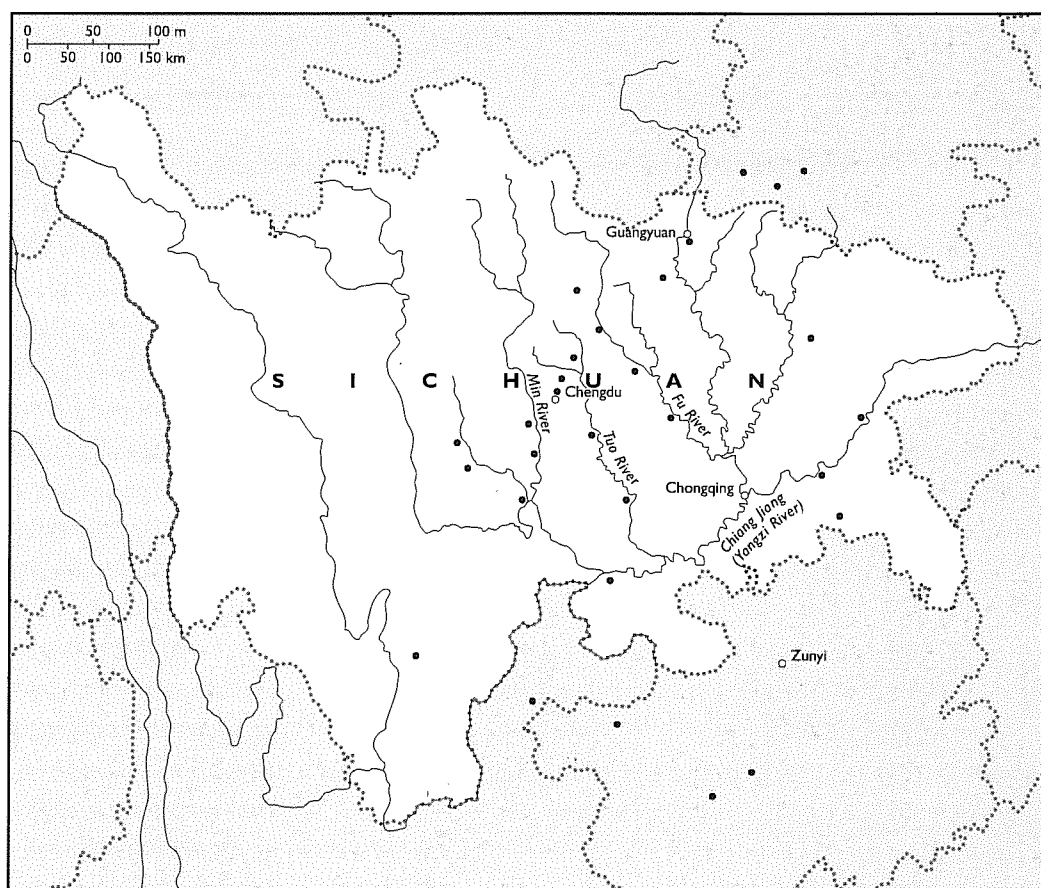 0 50 100 m
0 50 100 150 km
Guangyuan
S I C H U A N
Min River
Chengdu
Fu River
Tuo River
Chongqing
Chiang Jiang
(Yangzi River)
Zunyi